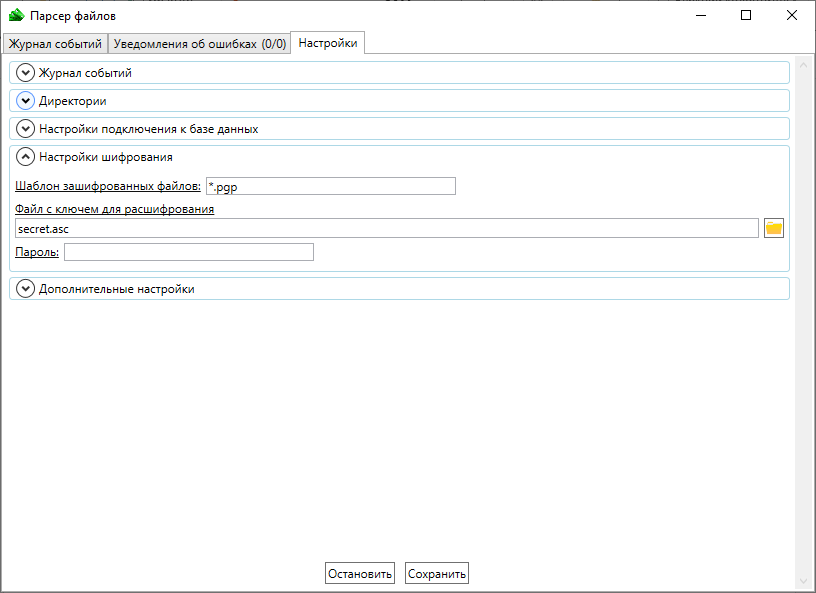 Парсер файлов
Журнал событий Уведомления об ошибках (0/0) Настройки
Журнал событий
Директории
Настройки подключения к базе данных
Настройки шифрования
Шаблон зашифрованных файлов: *.pgp
Файл с ключем для расшифрования
secret.asc
Пароль:
Дополнительные настройки
Остановить Сохранить